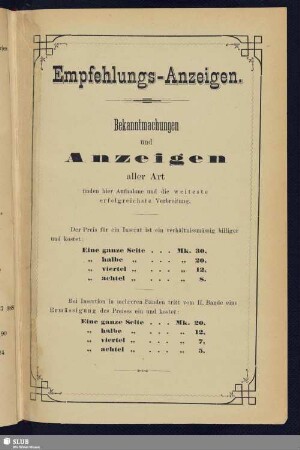 Empfehlungs-Anzeigen.
Bekanntmachungen
und
Anzeigen
aller Art
finden hier Aufnahme und die weiteste
erfolgreichste Verbreitung.
Der Preis für ein Inserat ist ein verhältnissmässig billiger
und kostet:
Eine ganze Seite . . . Mk. 30.
„ halbe „ . . . „ 20.
„ viertel „ . . . „ 12.
„ achtel „ . . . „ 8.
Bei Insertion in mehreren Bänden tritt vom II. Bande eine
Ermässigung des Preises ein und kostet:
Eine ganze Seite . . . Mk. 20.
„ halbe „ . . . „ 12.
„ viertel „ . . . „ 7.
„ achtel „ . . . „ 5.
SLUB